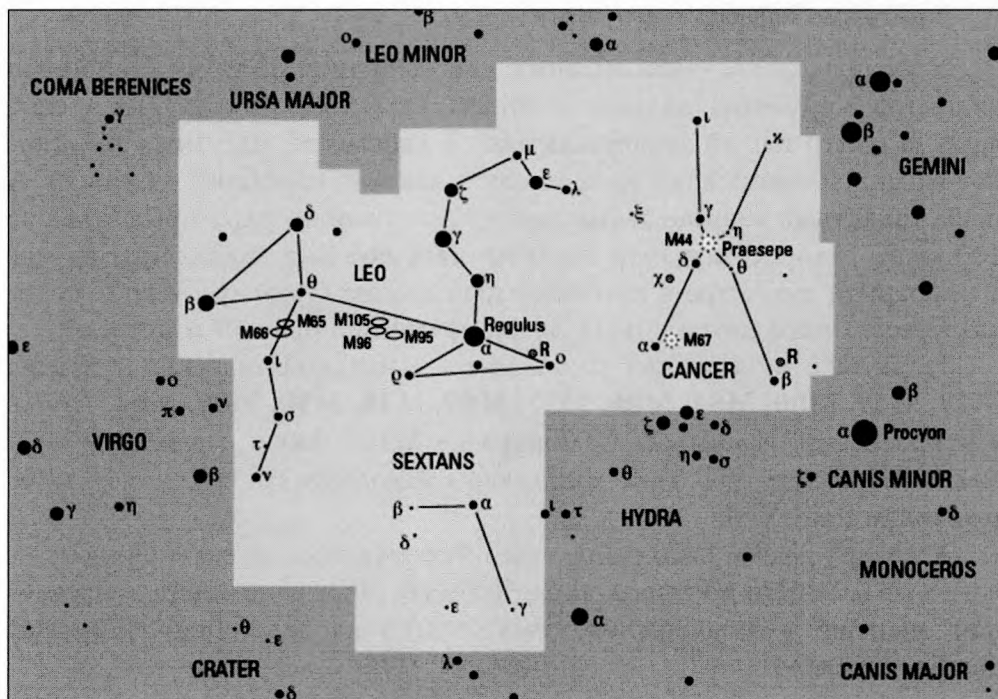 β
ο LEO MINOR α
COMA BERENICES
γ
URSA MAJOR
α
β
GEMINI
ι
ϰ
μ
ε
λ
ζ
ξ
γ
η
M44 Praesepe
δ
γ
LEO
θ
β
η
δ
θ
χ
M66 M65
M105
M96 M95
Regulus
α
R
ο
ϱ
α
M67
CANCER
R
β
ε
ι
ο
π ν
σ
τ
VIRGO
δ
β
ν
γ
η
SEXTANS
β
α
δ
ε
γ
ζ
ε
δ
η σ
θ
ι τ
HYDRA
β
α Procyon
ζ CANIS MINOR
δ
MONOCEROS
α
θ
ε
CRATER
δ
λ
CANIS MAJOR